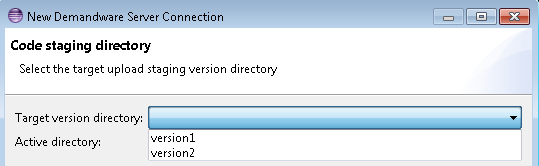 New Demandware Server Connection
Code staging directory
Select the target upload staging version directory
Target version directory:
version1
Active directory:
version2